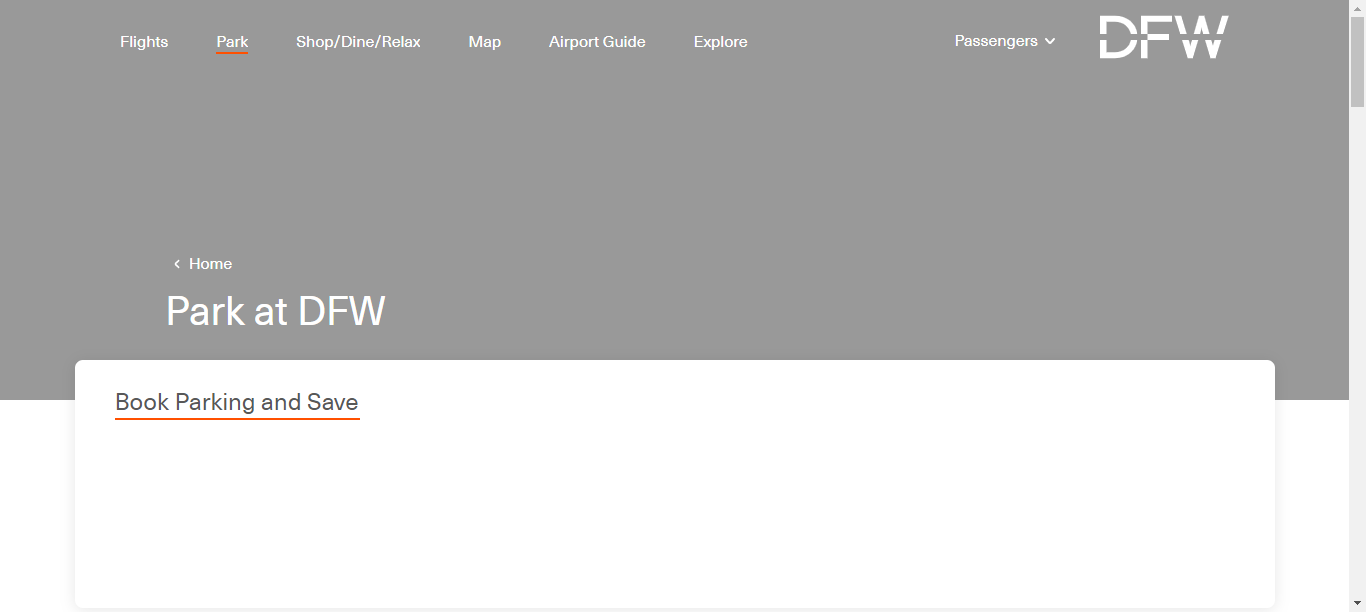 Flights Park Shop/Dine/Relax Map Airport Guide Explore Passengers DFW
Home
Park at DFW
Book Parking and Save